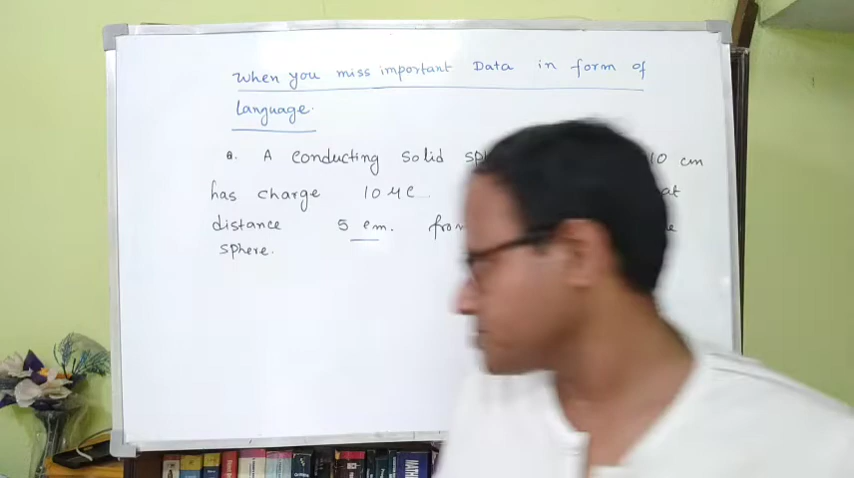 When you miss important Data in form of
Language.
Q. A conducting solid 10 cm
has charge 10 μC at
distance 5 cm. from
sphere.